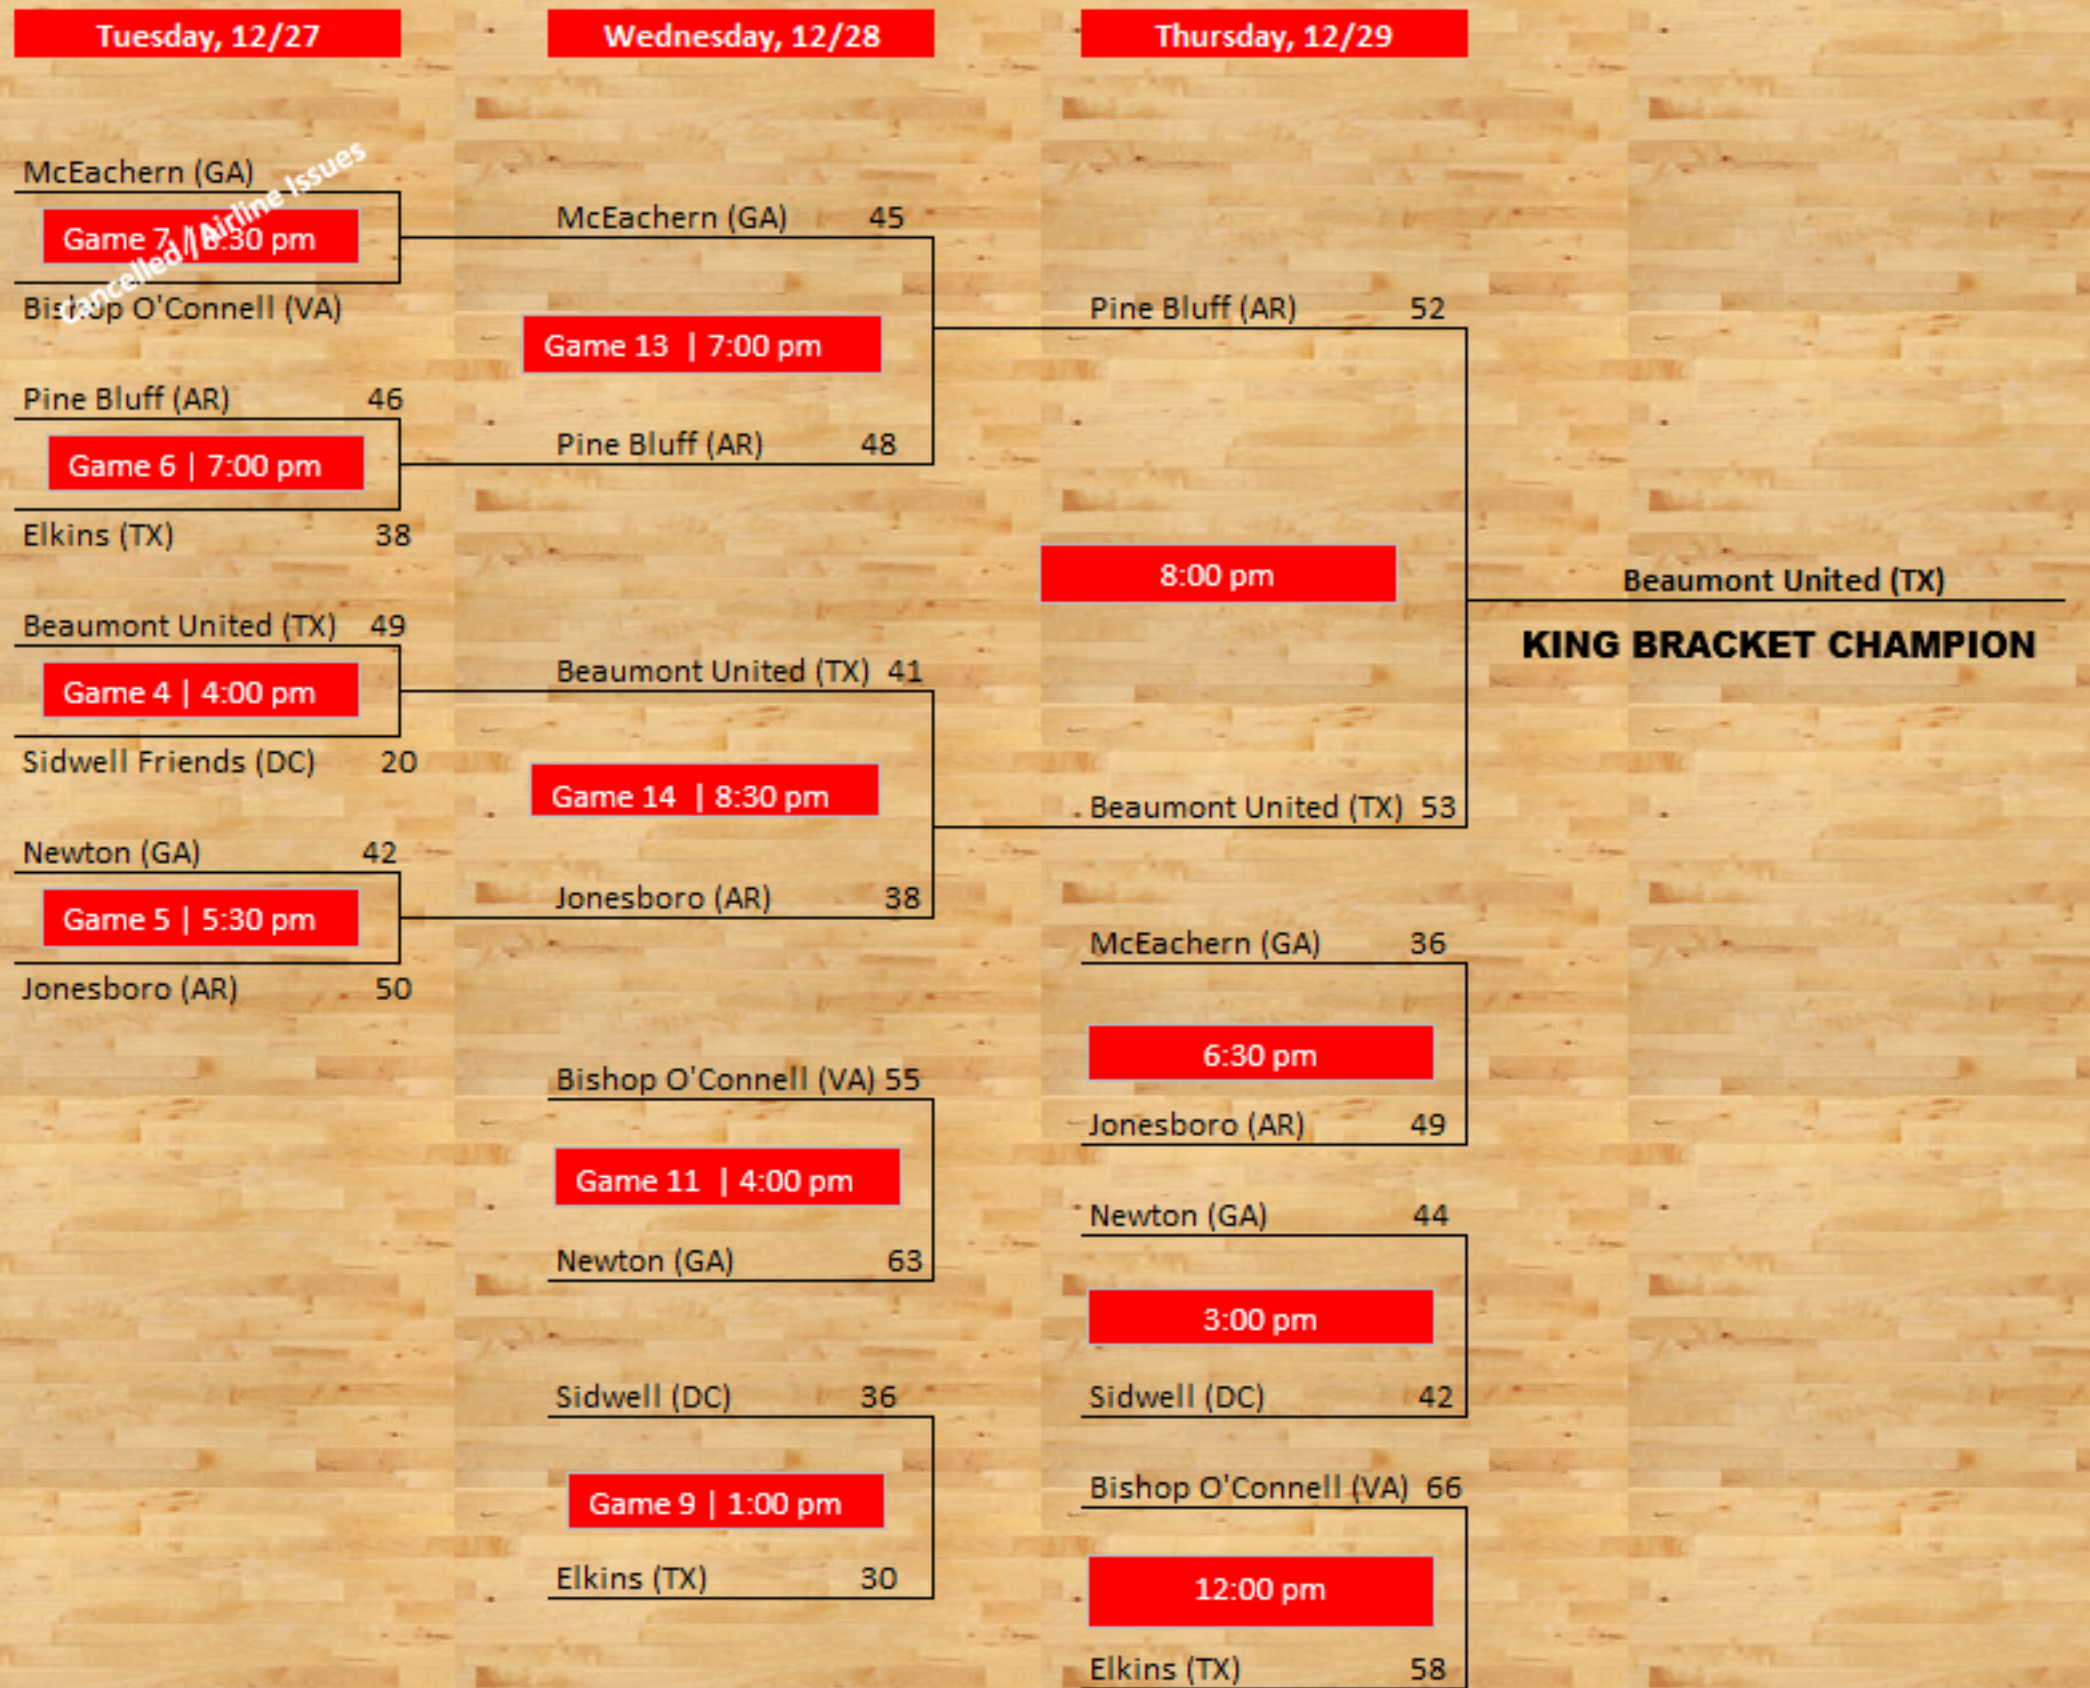 Tuesday, 12/27
Wednesday, 12/28
Thursday, 12/29
McEachern (GA)
Game 7 | 8:30 pm
Cancelled / Airline Issues
Bishop O'Connell (VA)
Pine Bluff (AR) 46
Game 6 | 7:00 pm
Elkins (TX) 38
Beaumont United (TX) 49
Game 4 | 4:00 pm
Sidwell Friends (DC) 20
Newton (GA) 42
Game 5 | 5:30 pm
Jonesboro (AR) 50
McEachern (GA) 45
Game 13 | 7:00 pm
Pine Bluff (AR) 48
Beaumont United (TX) 41
Game 14 | 8:30 pm
Jonesboro (AR) 38
Bishop O'Connell (VA) 55
Game 11 | 4:00 pm
Newton (GA) 63
Sidwell (DC) 36
Game 9 | 1:00 pm
Elkins (TX) 30
Pine Bluff (AR) 52
8:00 pm
Beaumont United (TX) 53
McEachern (GA) 36
6:30 pm
Jonesboro (AR) 49
Newton (GA) 44
3:00 pm
Sidwell (DC) 42
Bishop O'Connell (VA) 66
12:00 pm
Elkins (TX) 58
Beaumont United (TX)
KING BRACKET CHAMPION